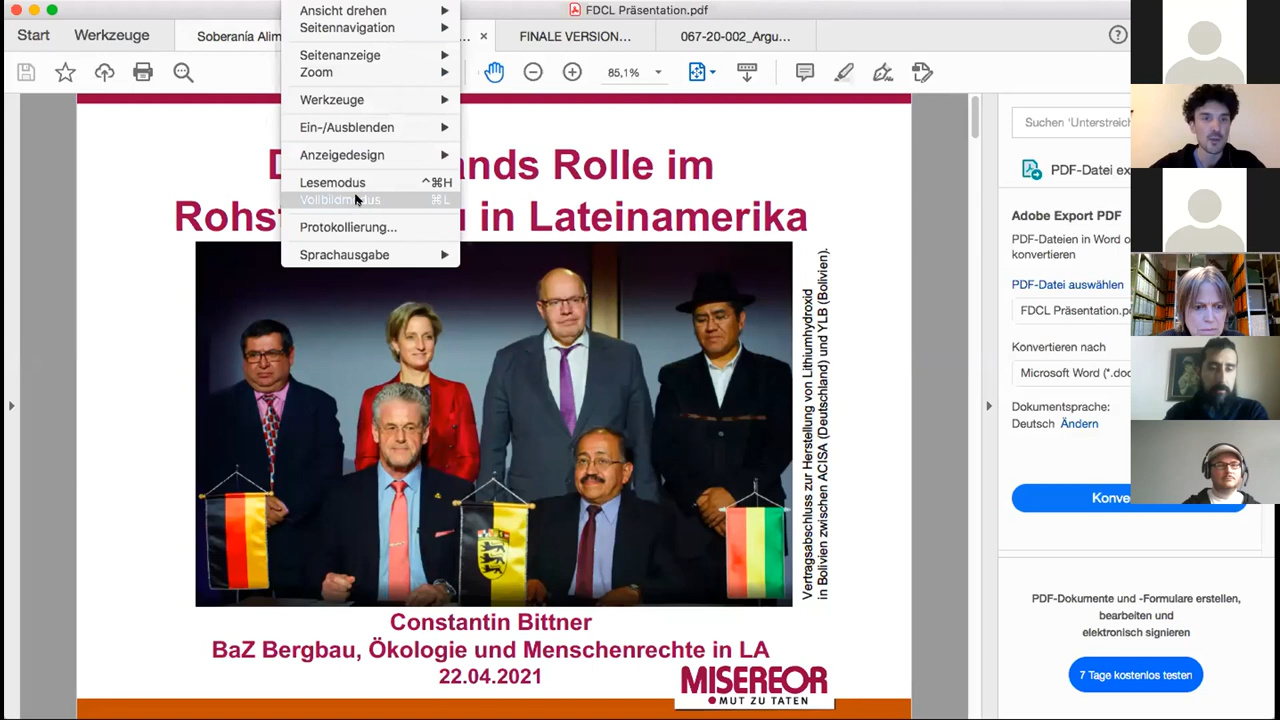 FDCL Präsentation.pdf
Start
Werkzeuge
Soberanía Alim
...
×
FINALE VERSION...
067-20-002_Argu...
85,1%
Ansicht drehen
Seitennavigation
Seitenanzeige
Zoom
Werkzeuge
Ein-/Ausblenden
Anzeigedesign
Lesemodus ^⌘H
Vollbildmodus ⌘L
Protokollierung...
Sprachausgabe
ands Rolle im
Rohs u in Lateinamerika
Vertragsabschluss zur Herstellung von Lithiumhydroxid
in Bolivien zwischen ACISA (Deutschland) und YLB (Bolivien).
Constantin Bittner
BaZ Bergbau, Ökologie und Menschenrechte in LA
22.04.2021
MISEREOR
MUT ZU TATEN
Suchen 'Unterstreich
PDF-Datei ex
Adobe Export PDF
PDF-Dateien in Word o
konvertieren
PDF-Datei auswählen
FDCL Präsentation.p
Konvertieren nach
Microsoft Word (*.doc
Dokumentsprache:
Deutsch Ändern
Konve
PDF-Dokumente und -Formulare erstellen,
bearbeiten und
elektronisch signieren
7 Tage kostenlos testen